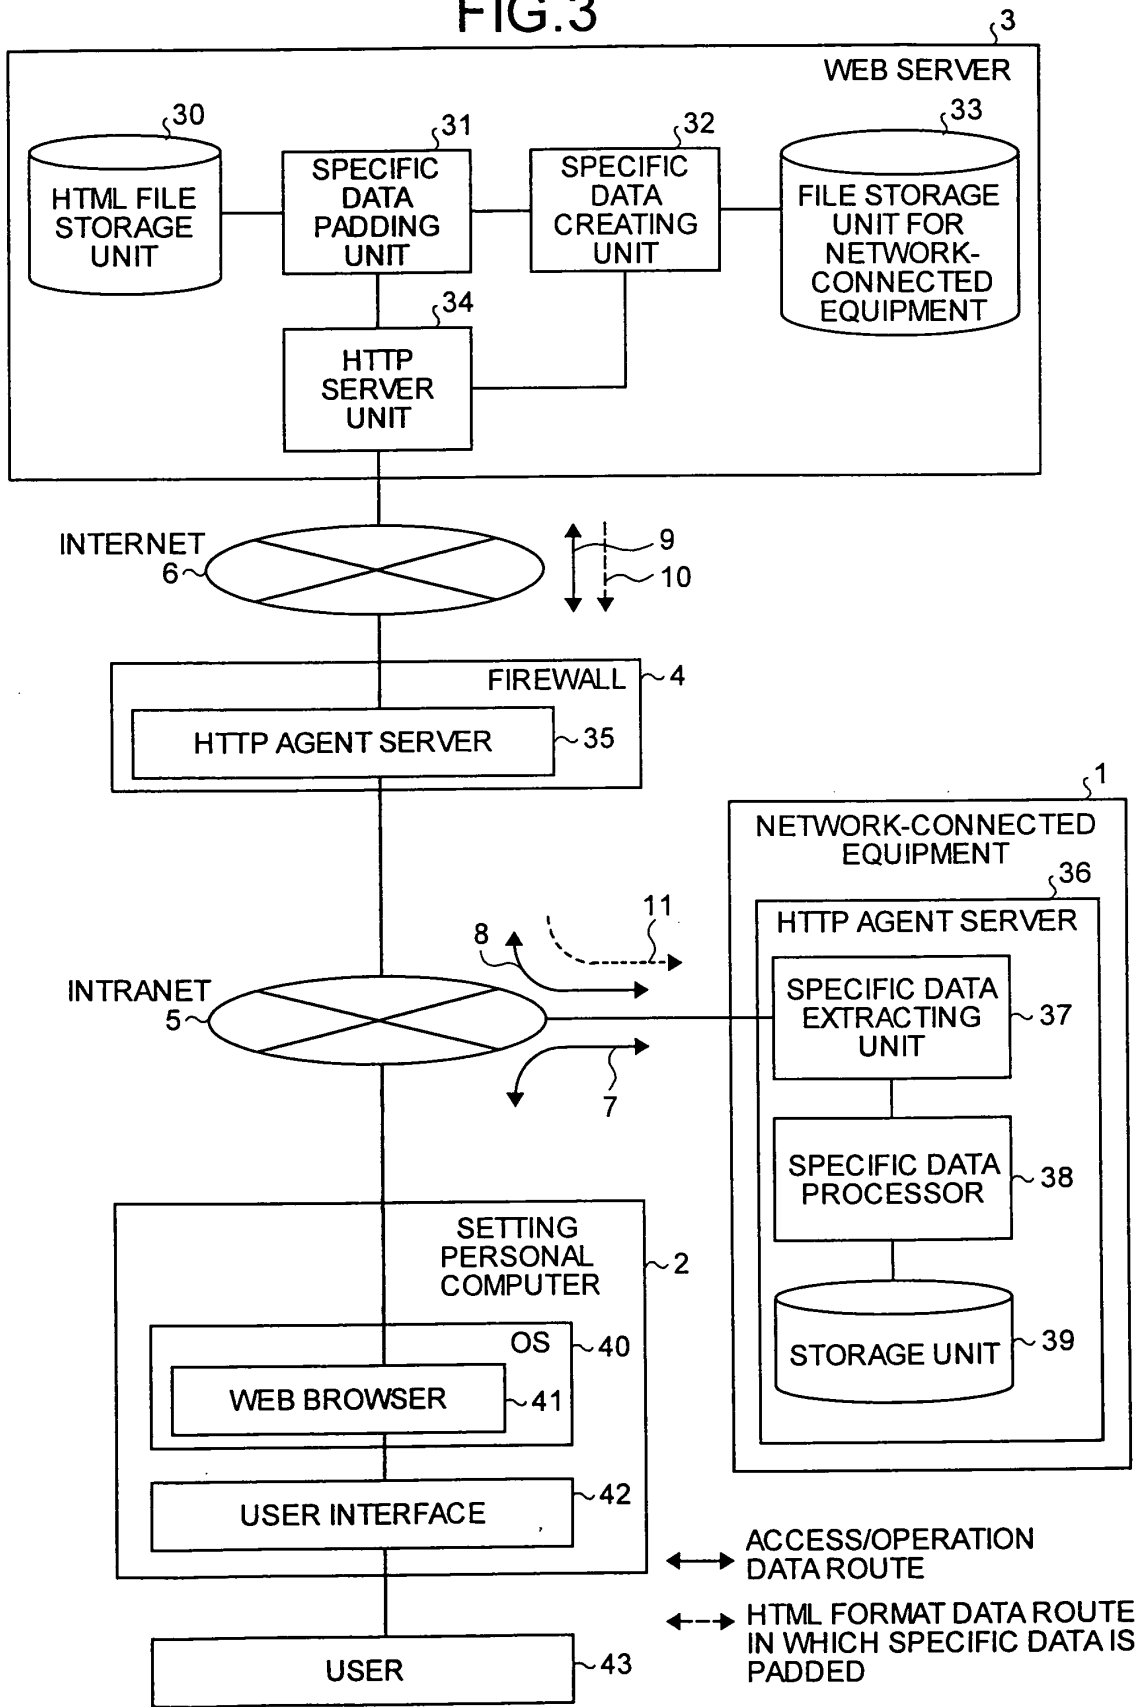 FIG.3
3
WEB SERVER
30
HTML FILE
STORAGE
UNIT
31
SPECIFIC
DATA
PADDING
UNIT
32
SPECIFIC
DATA
CREATING
UNIT
33
FILE STORAGE
UNIT FOR
NETWORK-
CONNECTED
EQUIPMENT
34
HTTP
SERVER
UNIT
INTERNET
6
9
10
FIREWALL
4
HTTP AGENT SERVER
35
1
NETWORK-CONNECTED
EQUIPMENT
36
HTTP AGENT SERVER
SPECIFIC DATA
EXTRACTING
UNIT
37
SPECIFIC DATA
PROCESSOR
38
STORAGE UNIT
39
11
8
INTRANET
5
7
SETTING
PERSONAL
COMPUTER
2
OS
40
WEB BROWSER
41
USER INTERFACE
42
USER
43
ACCESS/OPERATION
DATA ROUTE
HTML FORMAT DATA ROUTE
IN WHICH SPECIFIC DATA IS
PADDED